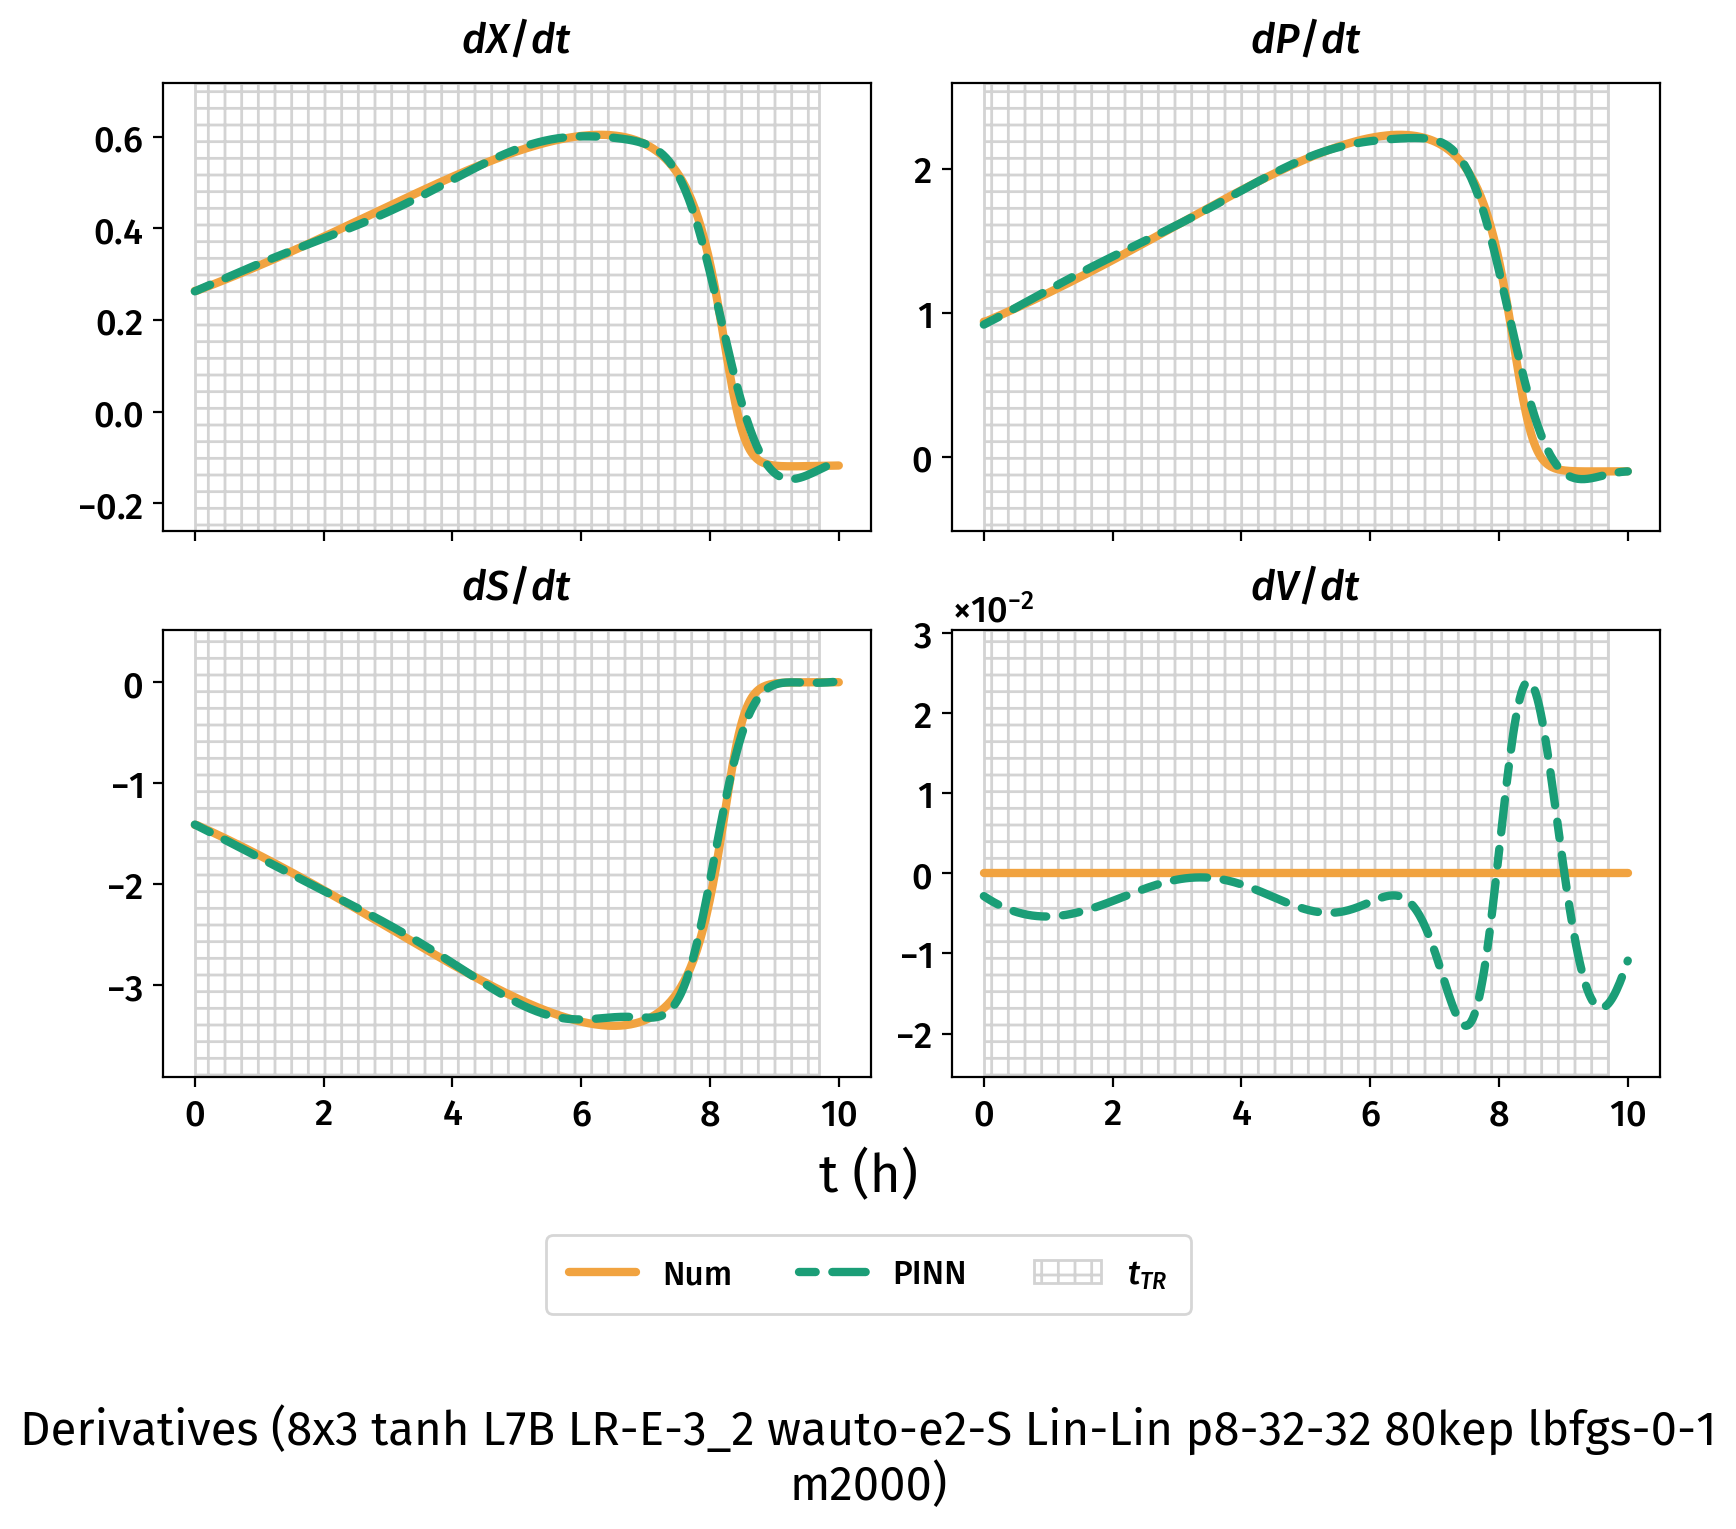 dX/dt
dP/dt
0.6
0.4
0.2
0.0
−0.2
2
1
0
dS/dt
dV/dt
×10⁻²
0
−1
−2
−3
3
2
1
0
−1
−2
0 2 4 6 8 10
0 2 4 6 8 10
t (h)
Num PINN t_TR
Derivatives (8x3 tanh L7B LR-E-3_2 wauto-e2-S Lin-Lin p8-32-32 80kep lbfgs-0-1
m2000)